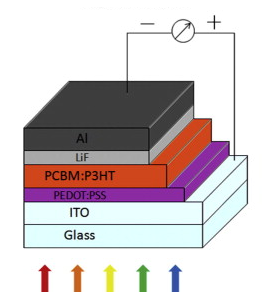 − +
Al
LiF
PCBM:P3HT
PEDOT:PSS
ITO
Glass